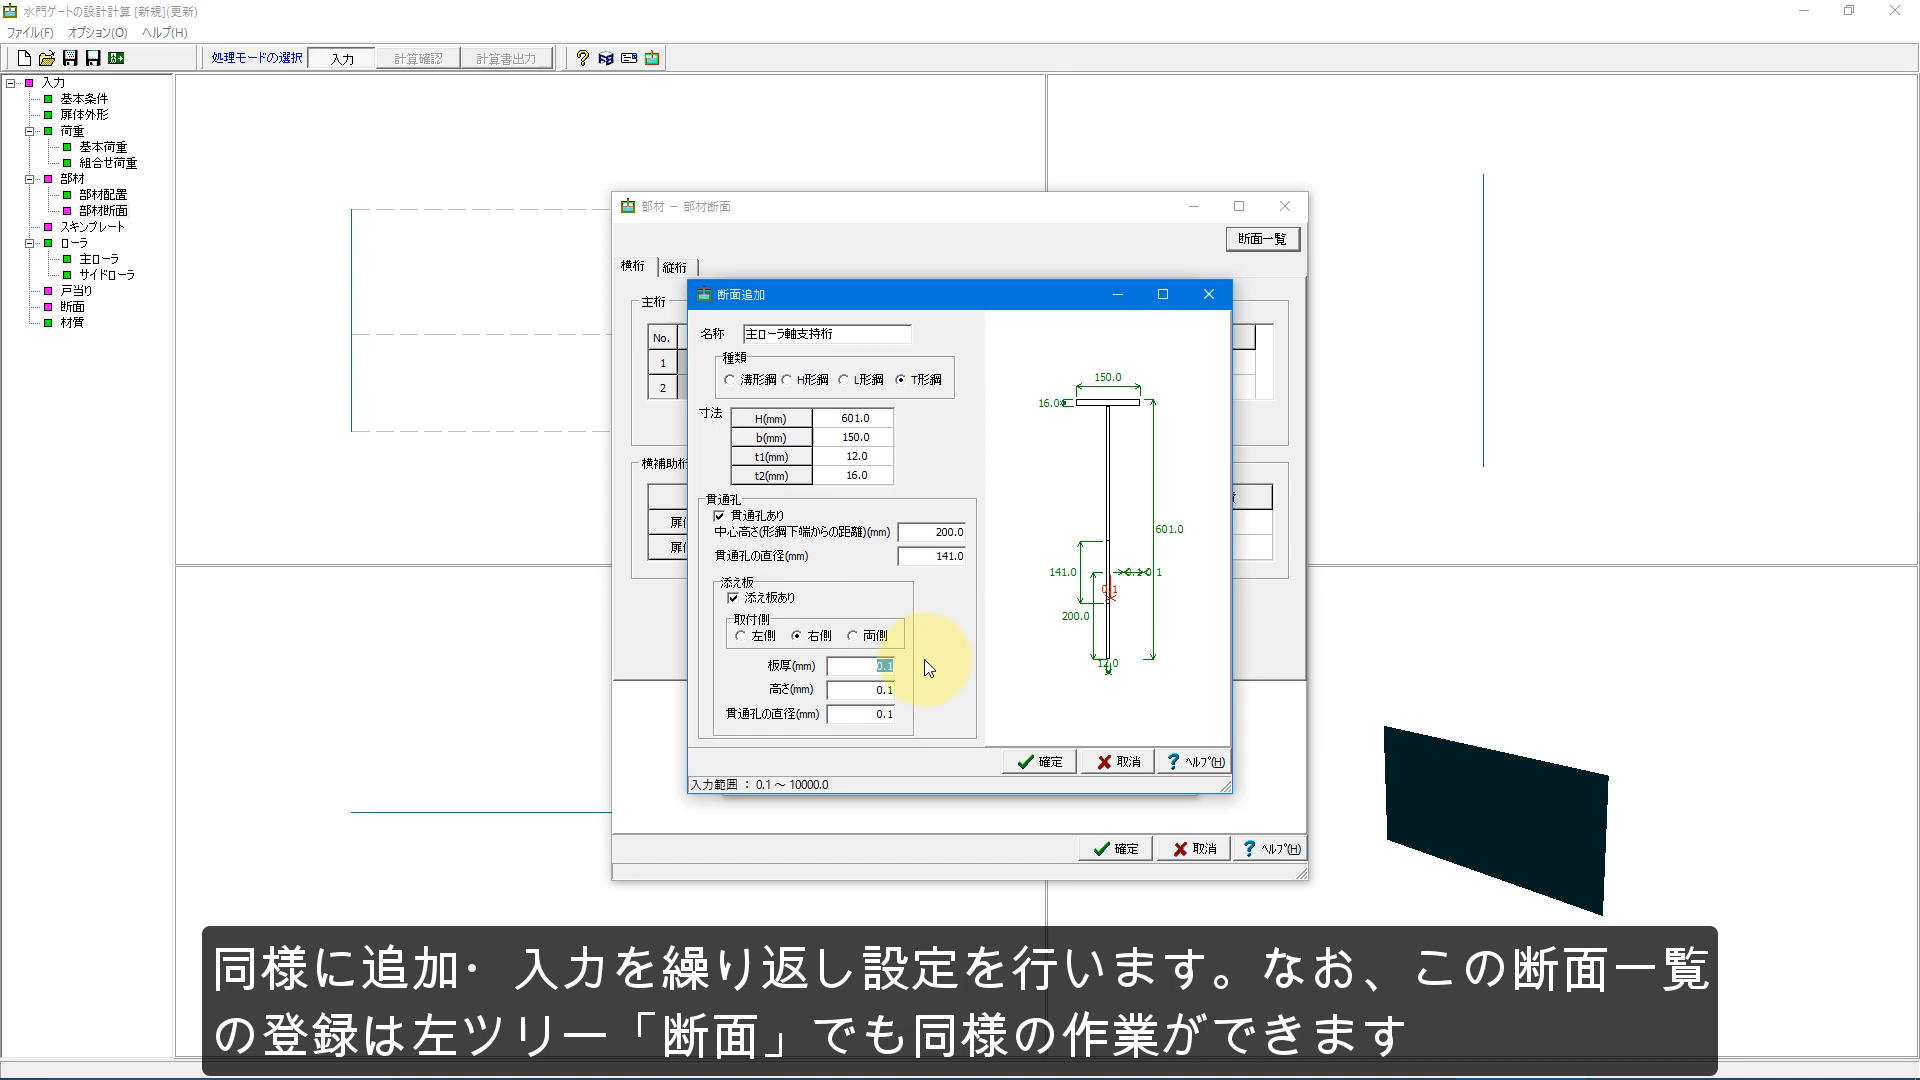 水門ゲートの設計計算 [新規](更新)
ファイル(F) オプション(O) ヘルプ(H)
処理モードの選択 入力 計算確認 計算書出力
入力
基本条件
扉体外形
荷重
基本荷重
組合せ荷重
部材
部材配置
部材断面
スキンプレート
ローラ
主ローラ
サイドローラ
戸当り
断面
材質
部材 － 部材断面
断面一覧
横桁 縦桁
主桁
No.
1
2
横補助桁
断面追加
名称 主ローラ軸支持桁
種類
溝形鋼 H形鋼 L形鋼 T形鋼
寸法
H(mm) 601.0
b(mm) 150.0
t1(mm) 12.0
t2(mm) 16.0
貫通孔
貫通孔あり
中心高さ(形鋼下端からの距離)(mm) 200.0
貫通孔の直径(mm) 141.0
添え板
添え板あり
取付側
左側 右側 両側
板厚(mm) 0.1
高さ(mm) 0.1
貫通孔の直径(mm) 0.1
150.0
16.0
601.0
141.0
200.0
12.0
確定 取消 ヘルプ(H)
入力範囲 ： 0.1 ～ 10000.0
確定 取消 ヘルプ(H)
同様に追加・入力を繰り返し設定を行います。なお、この断面一覧
の登録は左ツリー「断面」でも同様の作業ができます